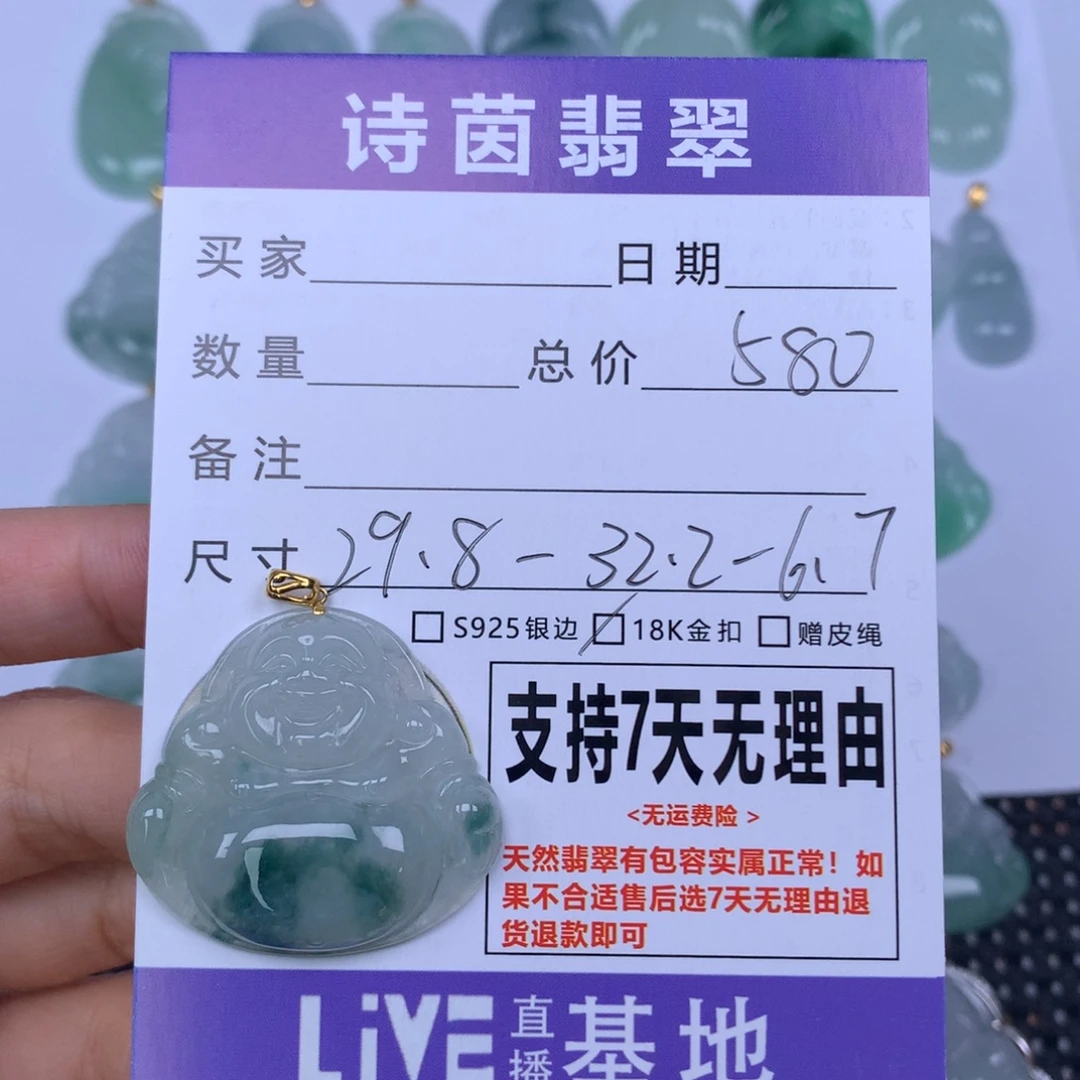 诗茵翡翠
买家 日期
数量 总价 580
备注
尺寸 29.8-32.2-6.7
S925银边 18K金扣 赠皮绳
支持7天无理由
<无运费险>
天然翡翠有包容实属正常！如
果不合适售后选7天无理由退
货退款即可
LiVE直播基地